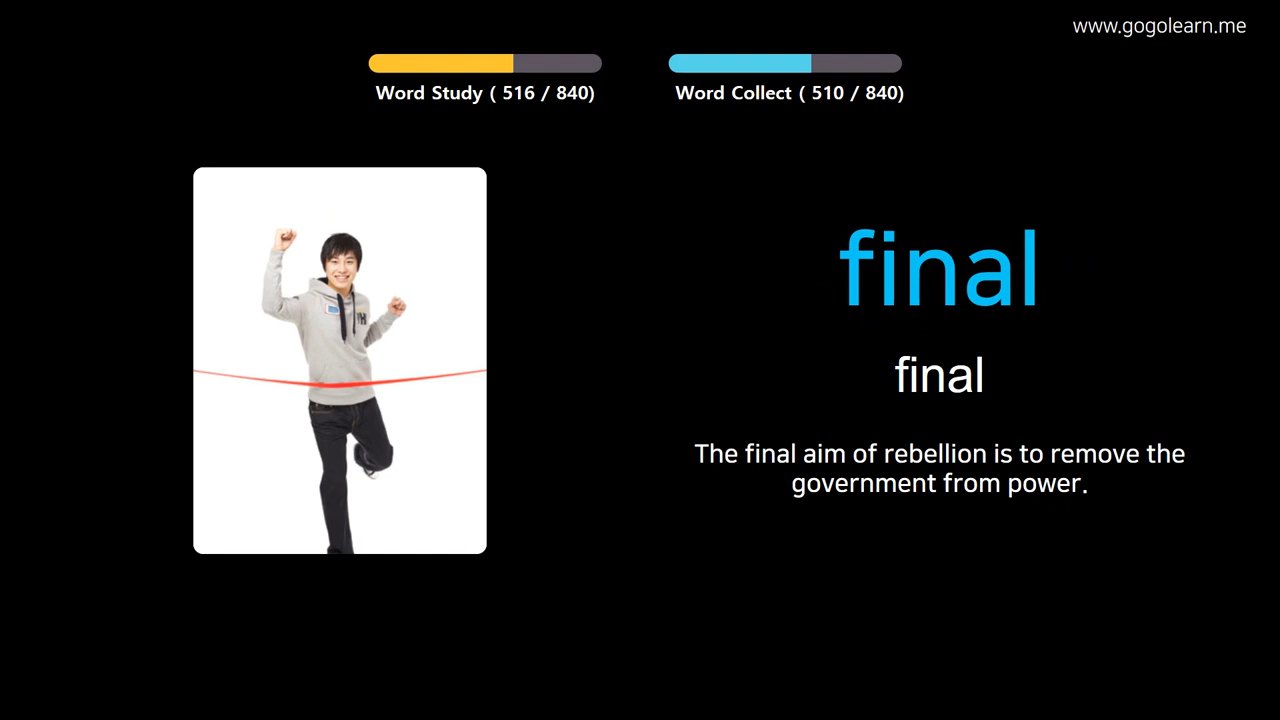 www.gogolearn.me
Word Study ( 516 / 840)
Word Collect ( 510 / 840)
final
final
The final aim of rebellion is to remove the
government from power.